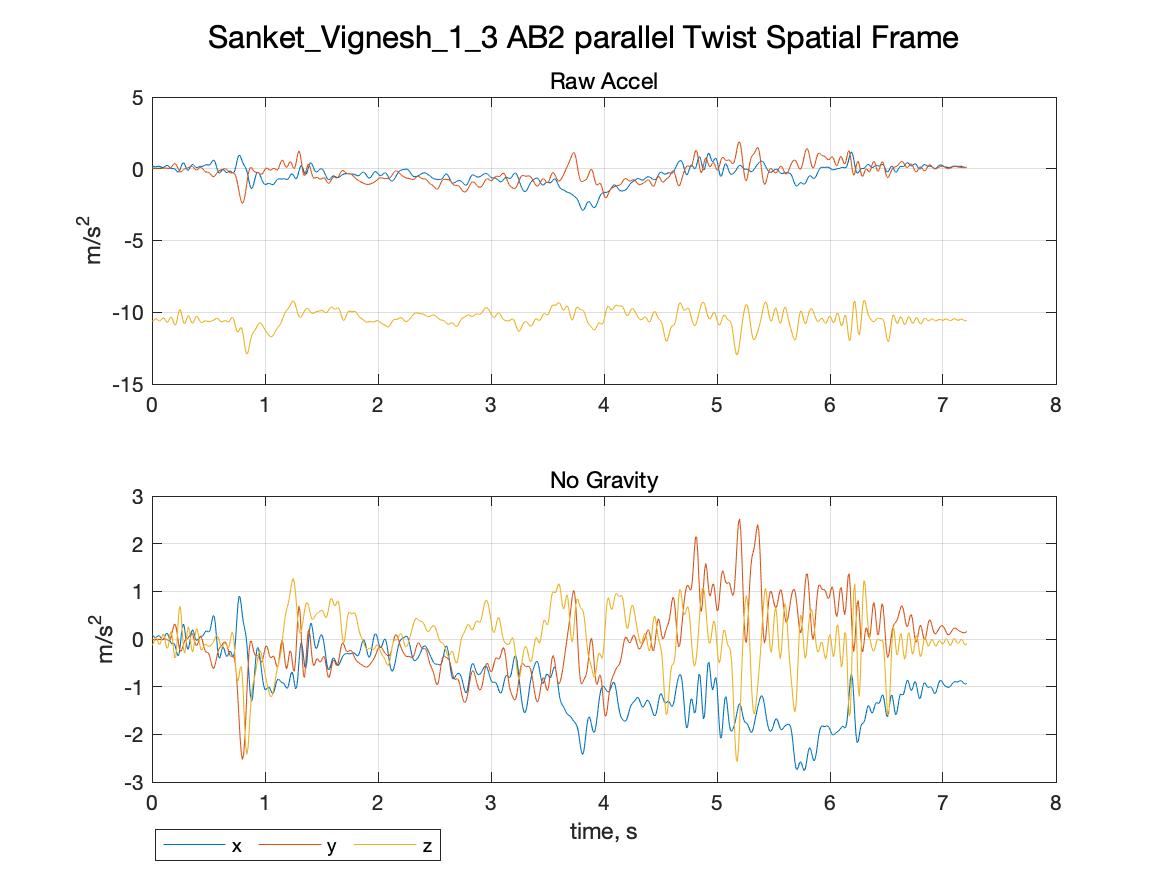 Sanket_Vignesh_1_3 AB2 parallel Twist Spatial Frame
Raw Accel
5
0
-5
-10
-15
m/s2
0 1 2 3 4 5 6 7 8
No Gravity
3
2
1
0
-1
-2
-3
m/s2
0 1 2 3 4 5 6 7 8
time, s
x y z